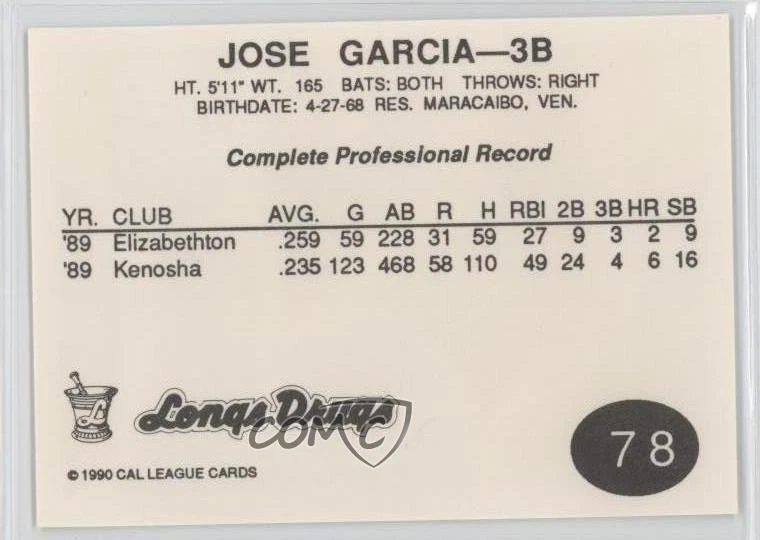 JOSE GARCIA—3B
HT. 5'11" WT. 165 BATS: BOTH THROWS: RIGHT
BIRTHDATE: 4-27-68 RES. MARACAIBO, VEN.
Complete Professional Record
YR. CLUB AVG. G AB R H RBI 2B 3B HR SB
'89 Elizabethton .259 59 228 31 59 27 9 3 2 9
'89 Kenosha .235 123 468 58 110 49 24 4 6 16
L Longs Drugs
COMC
78
© 1990 CAL LEAGUE CARDS